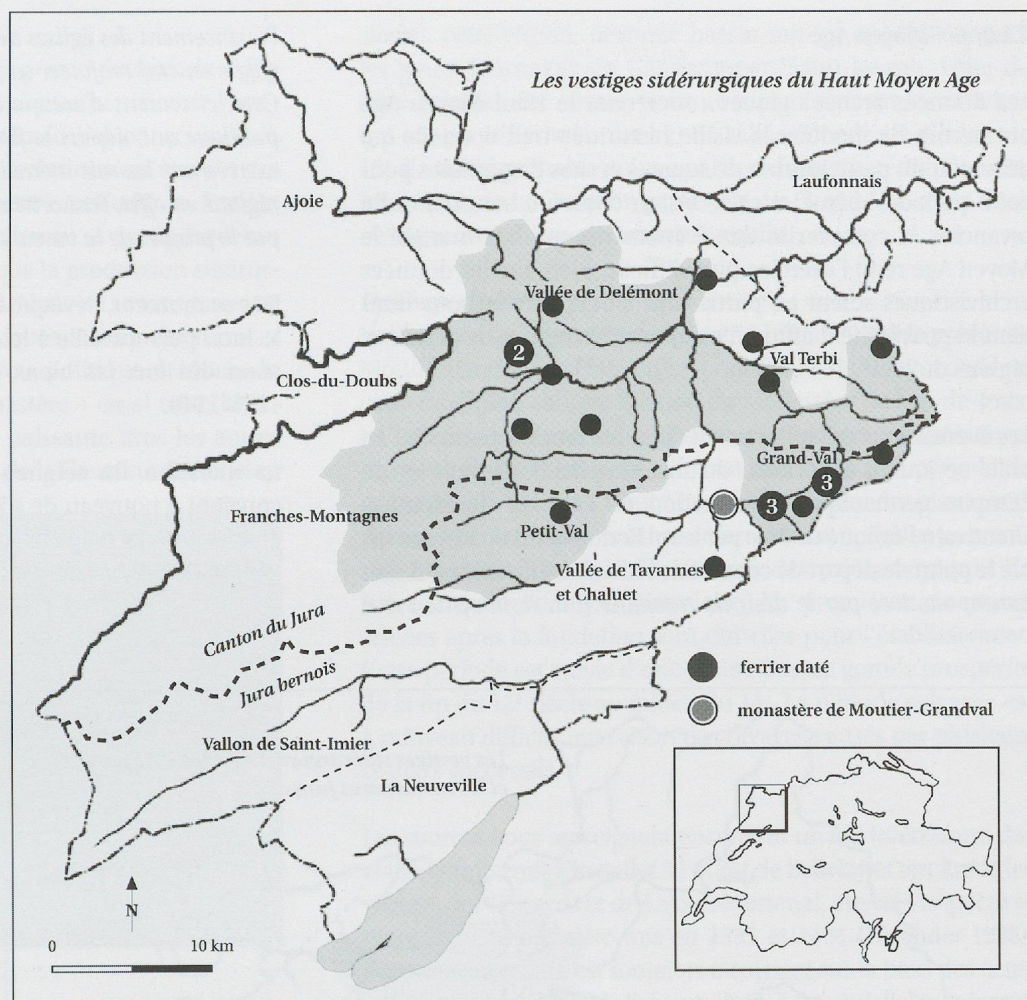 Les vestiges sidérurgiques du Haut Moyen Age
Laufonnais
Ajoie
Vallée de Delémont
2
Val Terbi
Clos-du-Doubs
Grand-Val
3
3
Franches-Montagnes
Petit-Val
Vallée de Tavannes
et Chaluet
Canton du Jura
Jura bernois
ferrier daté
monastère de Moutier-Grandval
Vallon de Saint-Imier
La Neuveville
N
0 10 km